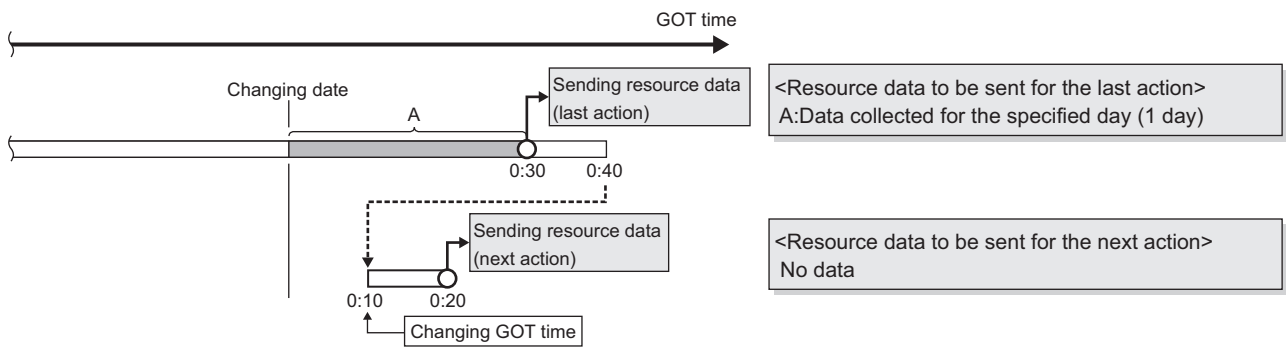 GOT time
Changing date
A
Sending resource data
(last action)
0:30
0:40
<Resource data to be sent for the last action>
A:Data collected for the specified day (1 day)
Sending resource data
(next action)
0:10
0:20
Changing GOT time
<Resource data to be sent for the next action>
No data